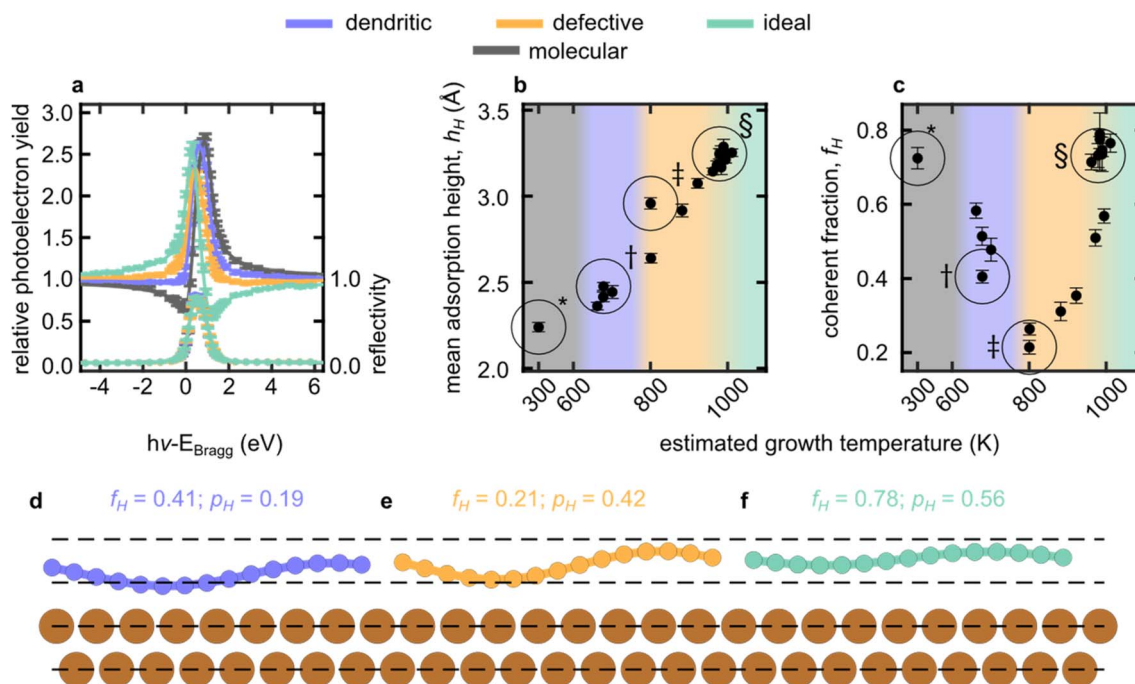 dendritic defective ideal
molecular
a
relative photoelectron yield
3.0
2.5
2.0
1.5
1.0
0.5
0.0
1.0
0.0
reflectivity
-4 -2 0 2 4 6
hν-E_Bragg (eV)
b
mean adsorption height, h_H (Å)
3.5
3.0
2.5
2.0
*
†
‡
§
300 600 800 1000
c
coherent fraction, f_H
0.8
0.6
0.4
0.2
*
†
‡
§
300 600 800 1000
estimated growth temperature (K)
d f_H = 0.41; p_H = 0.19
e f_H = 0.21; p_H = 0.42
f f_H = 0.78; p_H = 0.56